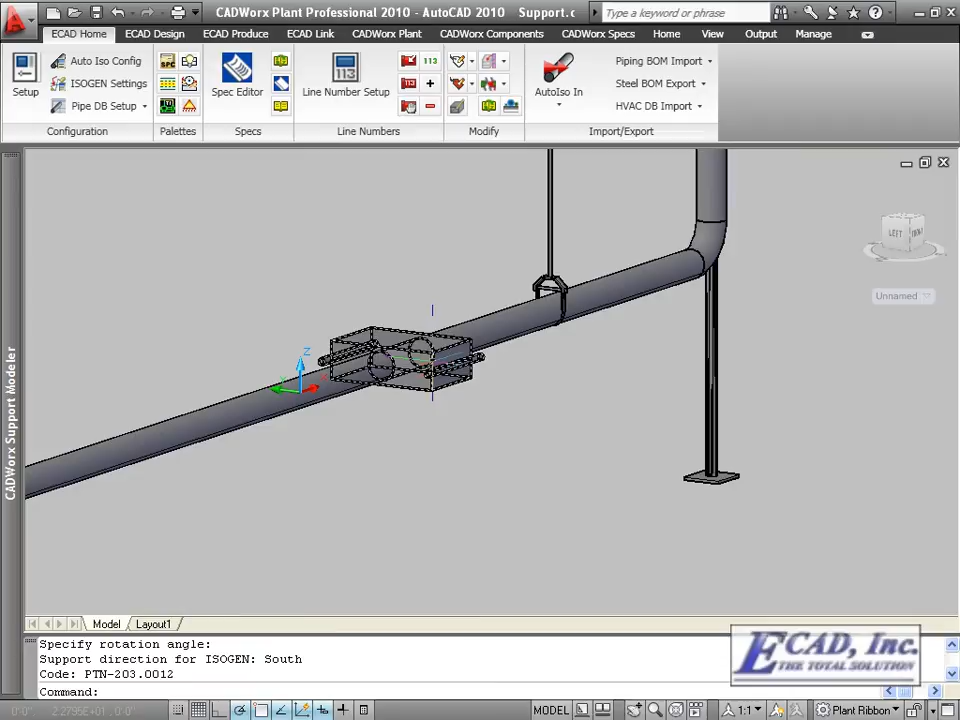 CADWorx Plant Professional 2010 - AutoCAD 2010 Support.c
Type a keyword or phrase
ECAD Home ECAD Design ECAD Produce ECAD Link CADWorx Plant CADWorx Components CADWorx Specs Home View Output Manage
Setup
Auto Iso Config
ISOGEN Settings
Pipe DB Setup
Configuration
SPC
Palettes
Spec Editor
Specs
Line Number Setup
113
Line Numbers
Modify
AutoIso In
Piping BOM Import
Steel BOM Export
HVAC DB Import
Import/Export
LEFT
Unnamed
Z
CADWorx Support Modeler
Model Layout1
Specify rotation angle:
Support direction for ISOGEN: South
Code: PTN-203.0012
Command:
ECAD, Inc.
THE TOTAL SOLUTION
MODEL
1:1
Plant Ribbon